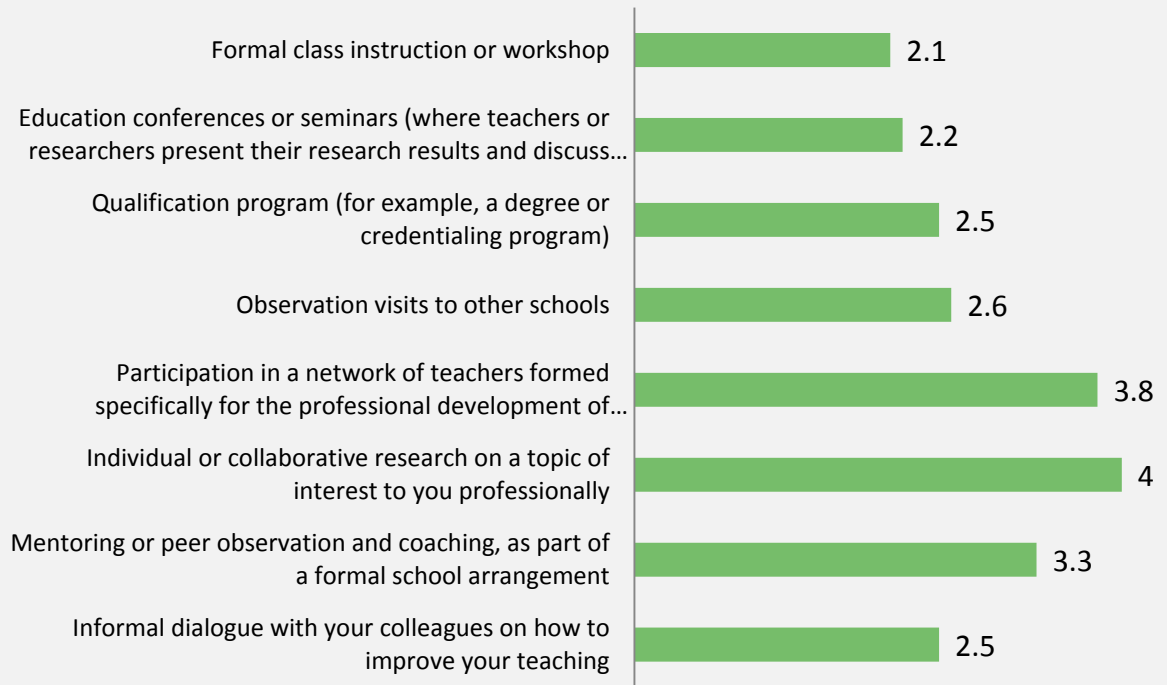 Formal class instruction or workshop
2.1
Education conferences or seminars (where teachers or
researchers present their research results and discuss…
2.2
Qualification program (for example, a degree or
credentialing program)
2.5
Observation visits to other schools
2.6
Participation in a network of teachers formed
specifically for the professional development of…
3.8
Individual or collaborative research on a topic of
interest to you professionally
4
Mentoring or peer observation and coaching, as part of
a formal school arrangement
3.3
Informal dialogue with your colleagues on how to
improve your teaching
2.5